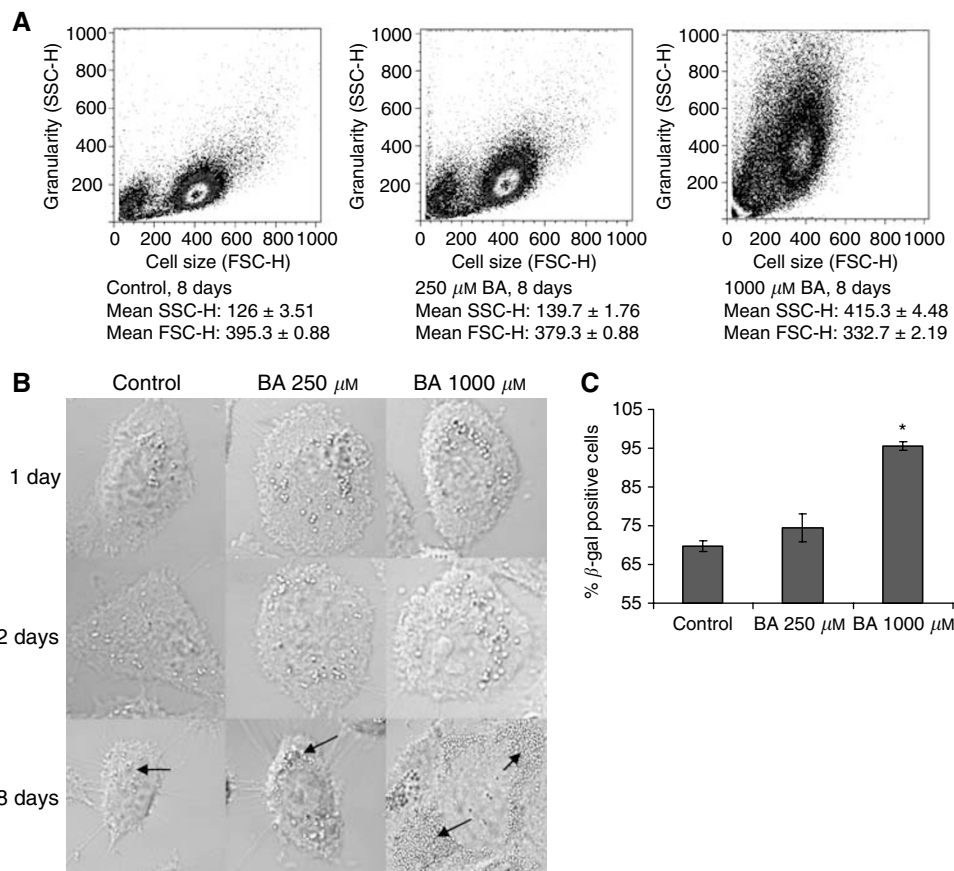 A
Granularity (SSC-H)
1000
800
600
400
200
0 200 400 600 800 1000
Cell size (FSC-H)
Control, 8 days
Mean SSC-H: 126 ± 3.51
Mean FSC-H: 395.3 ± 0.88
Granularity (SSC-H)
1000
800
600
400
200
0 200 400 600 800 1000
Cell size (FSC-H)
250 μM BA, 8 days
Mean SSC-H: 139.7 ± 1.76
Mean FSC-H: 379.3 ± 0.88
Granularity (SSC-H)
1000
800
600
400
200
0
0 200 400 600 800 1000
Cell size (FSC-H)
1000 μM BA, 8 days
Mean SSC-H: 415.3 ± 4.48
Mean FSC-H: 332.7 ± 2.19
B
Control BA 250 μM BA 1000 μM
1 day
2 days
8 days
C
% β-gal positive cells
105
95
85
75
65
55
*
Control BA 250 μM BA 1000 μM